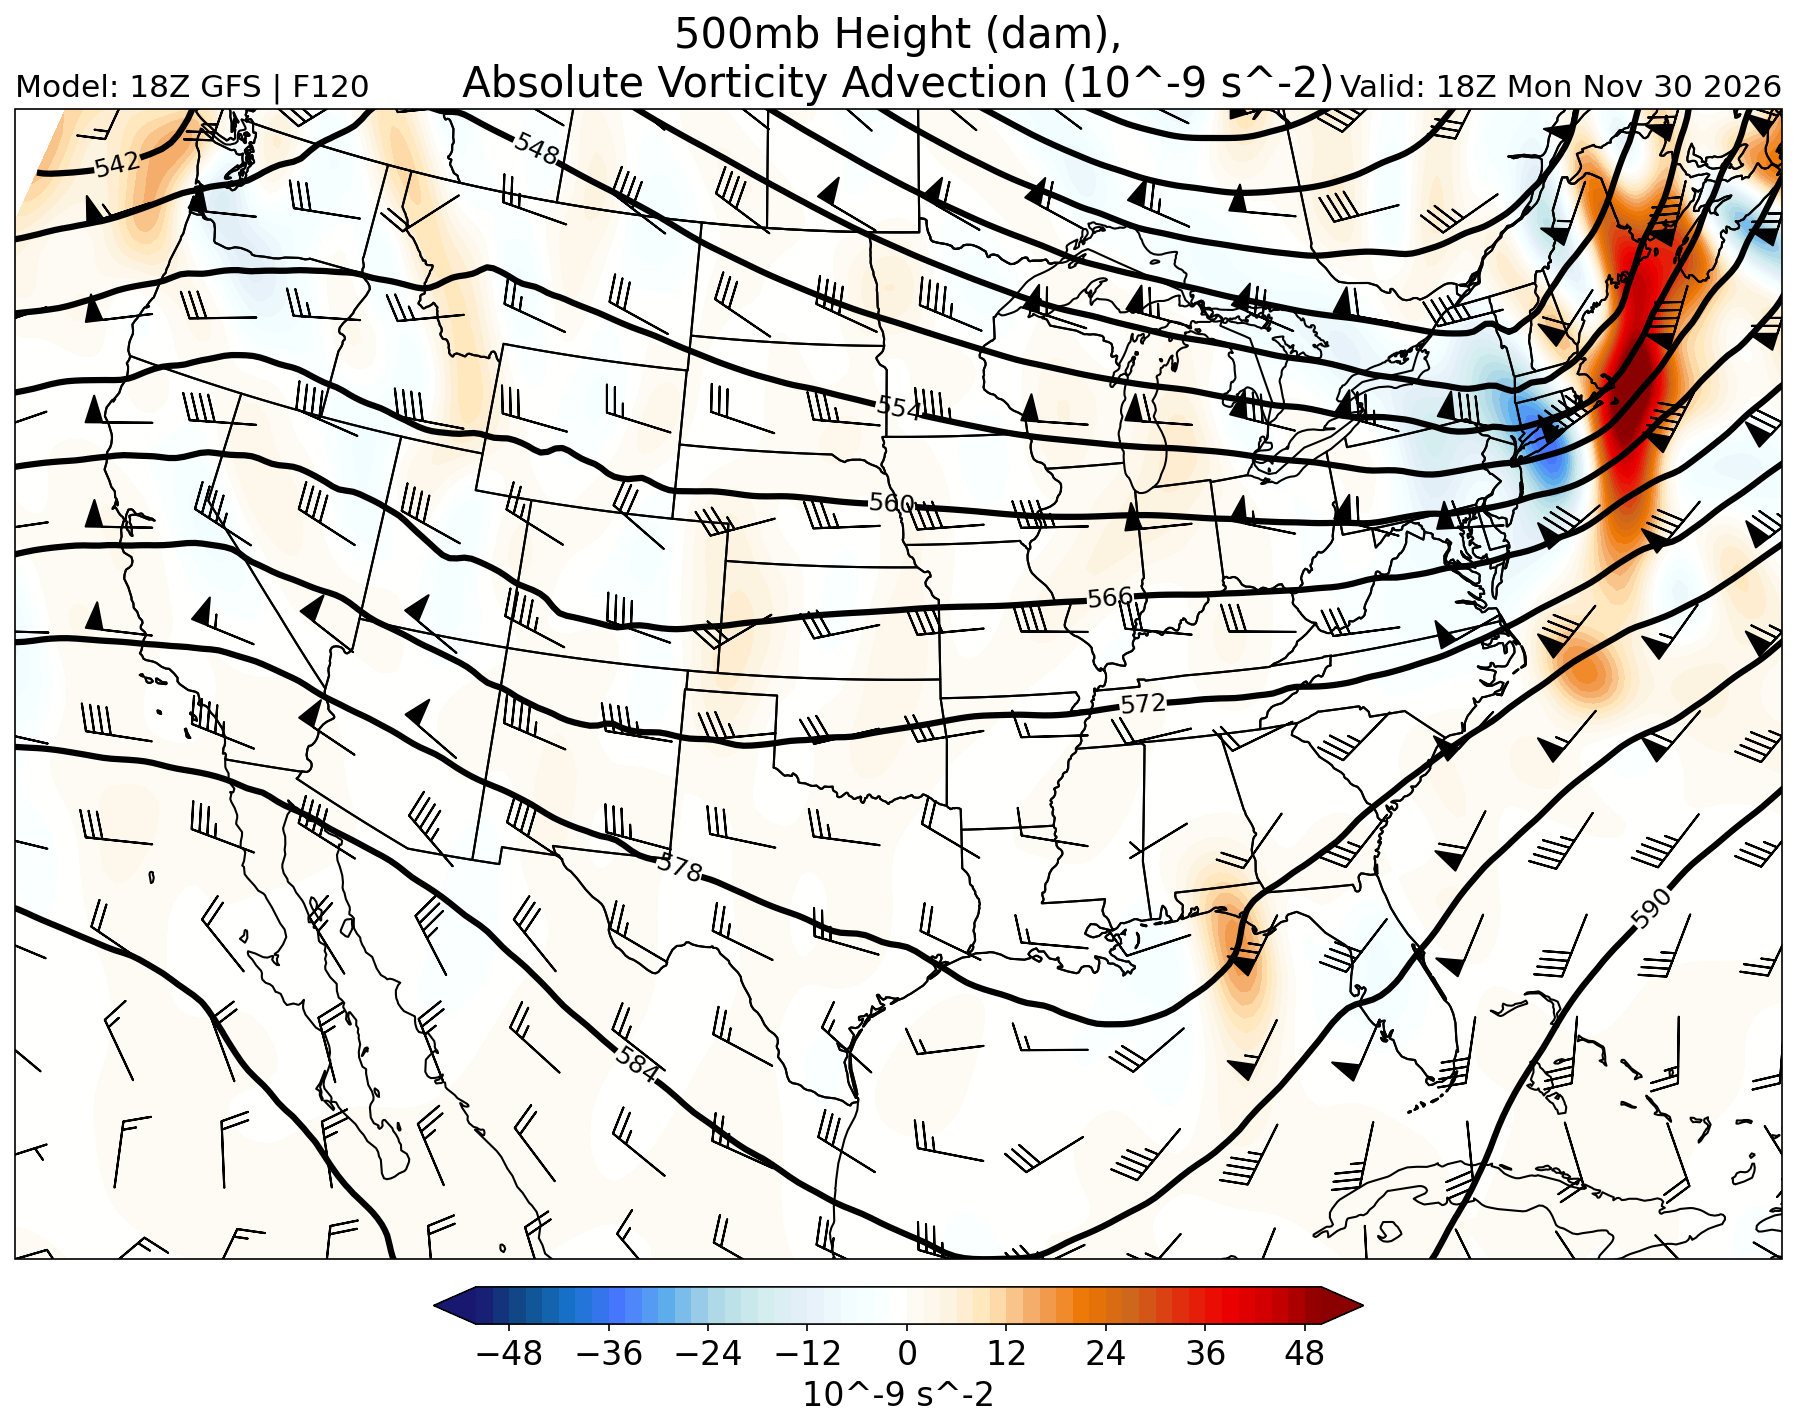 500mb Height (dam),
Model: 18Z GFS | F120
Absolute Vorticity Advection (10^-9 s^-2)
Valid: 18Z Mon Nov 30 2026
542
548
554
560
566
572
578
584
590
−48 −36 −24 −12 0 12 24 36 48
10^-9 s^-2